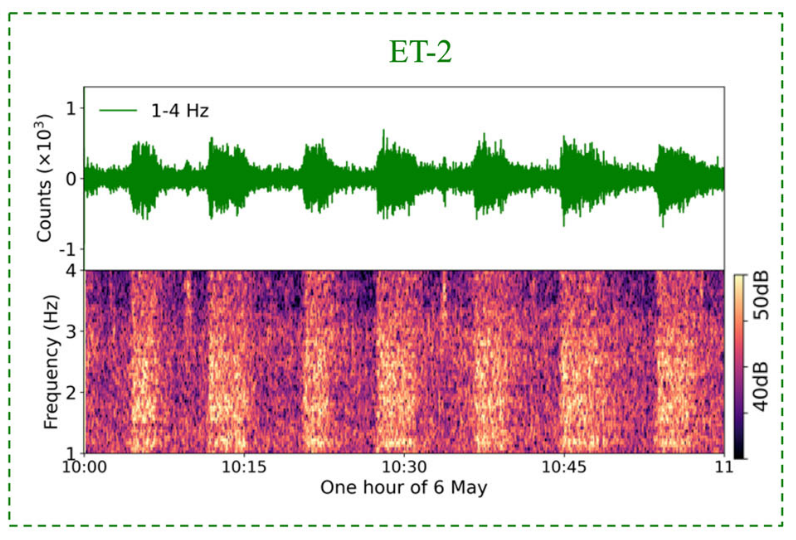 ET-2
1-4 Hz
Counts (×10³)
1
0
-1
Frequency (Hz)
4
3
2
1
50dB
40dB
10:00 10:15 10:30 10:45 11
One hour of 6 May